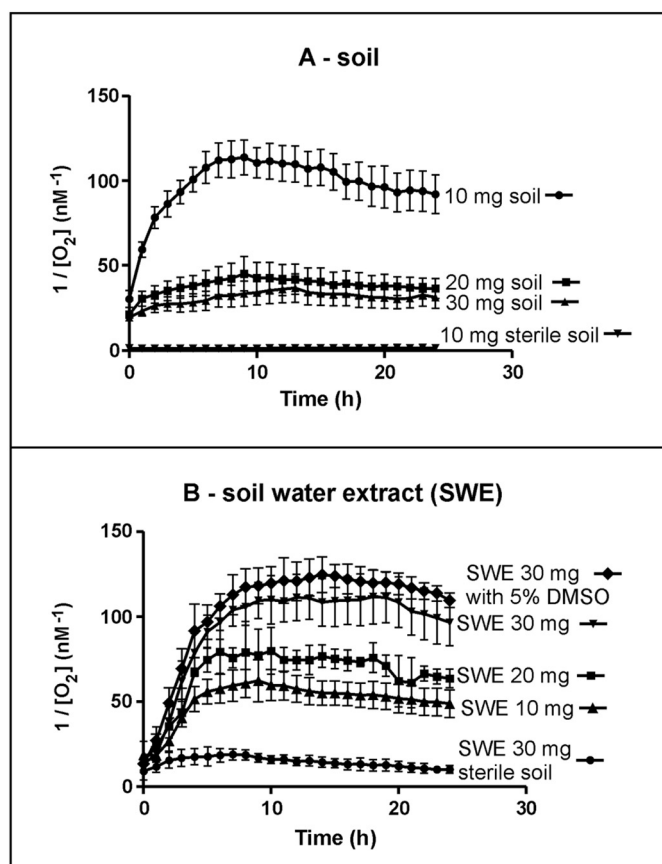 A - soil
150
100
50
0
1 / [O₂] (nM⁻¹)
10 mg soil
20 mg soil
30 mg soil
10 mg sterile soil
0 10 20 30
Time (h)
B - soil water extract (SWE)
150
100
50
0
1 / [O₂] (nM⁻¹)
SWE 30 mg
with 5% DMSO
SWE 30 mg
SWE 20 mg
SWE 10 mg
SWE 30 mg
sterile soil
0 10 20 30
Time (h)